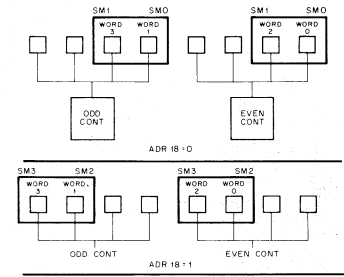 SM1 SM0 SM1 SM0
WORD 3 WORD 1 WORD 2 WORD 0
ODD CONT EVEN CONT
ADR 18=0
SM3 SM2 SM3 SM2
WORD 3 WORD. 1 WORD 2 WORD 0
ODD CONT EVEN CONT
ADR 18=1